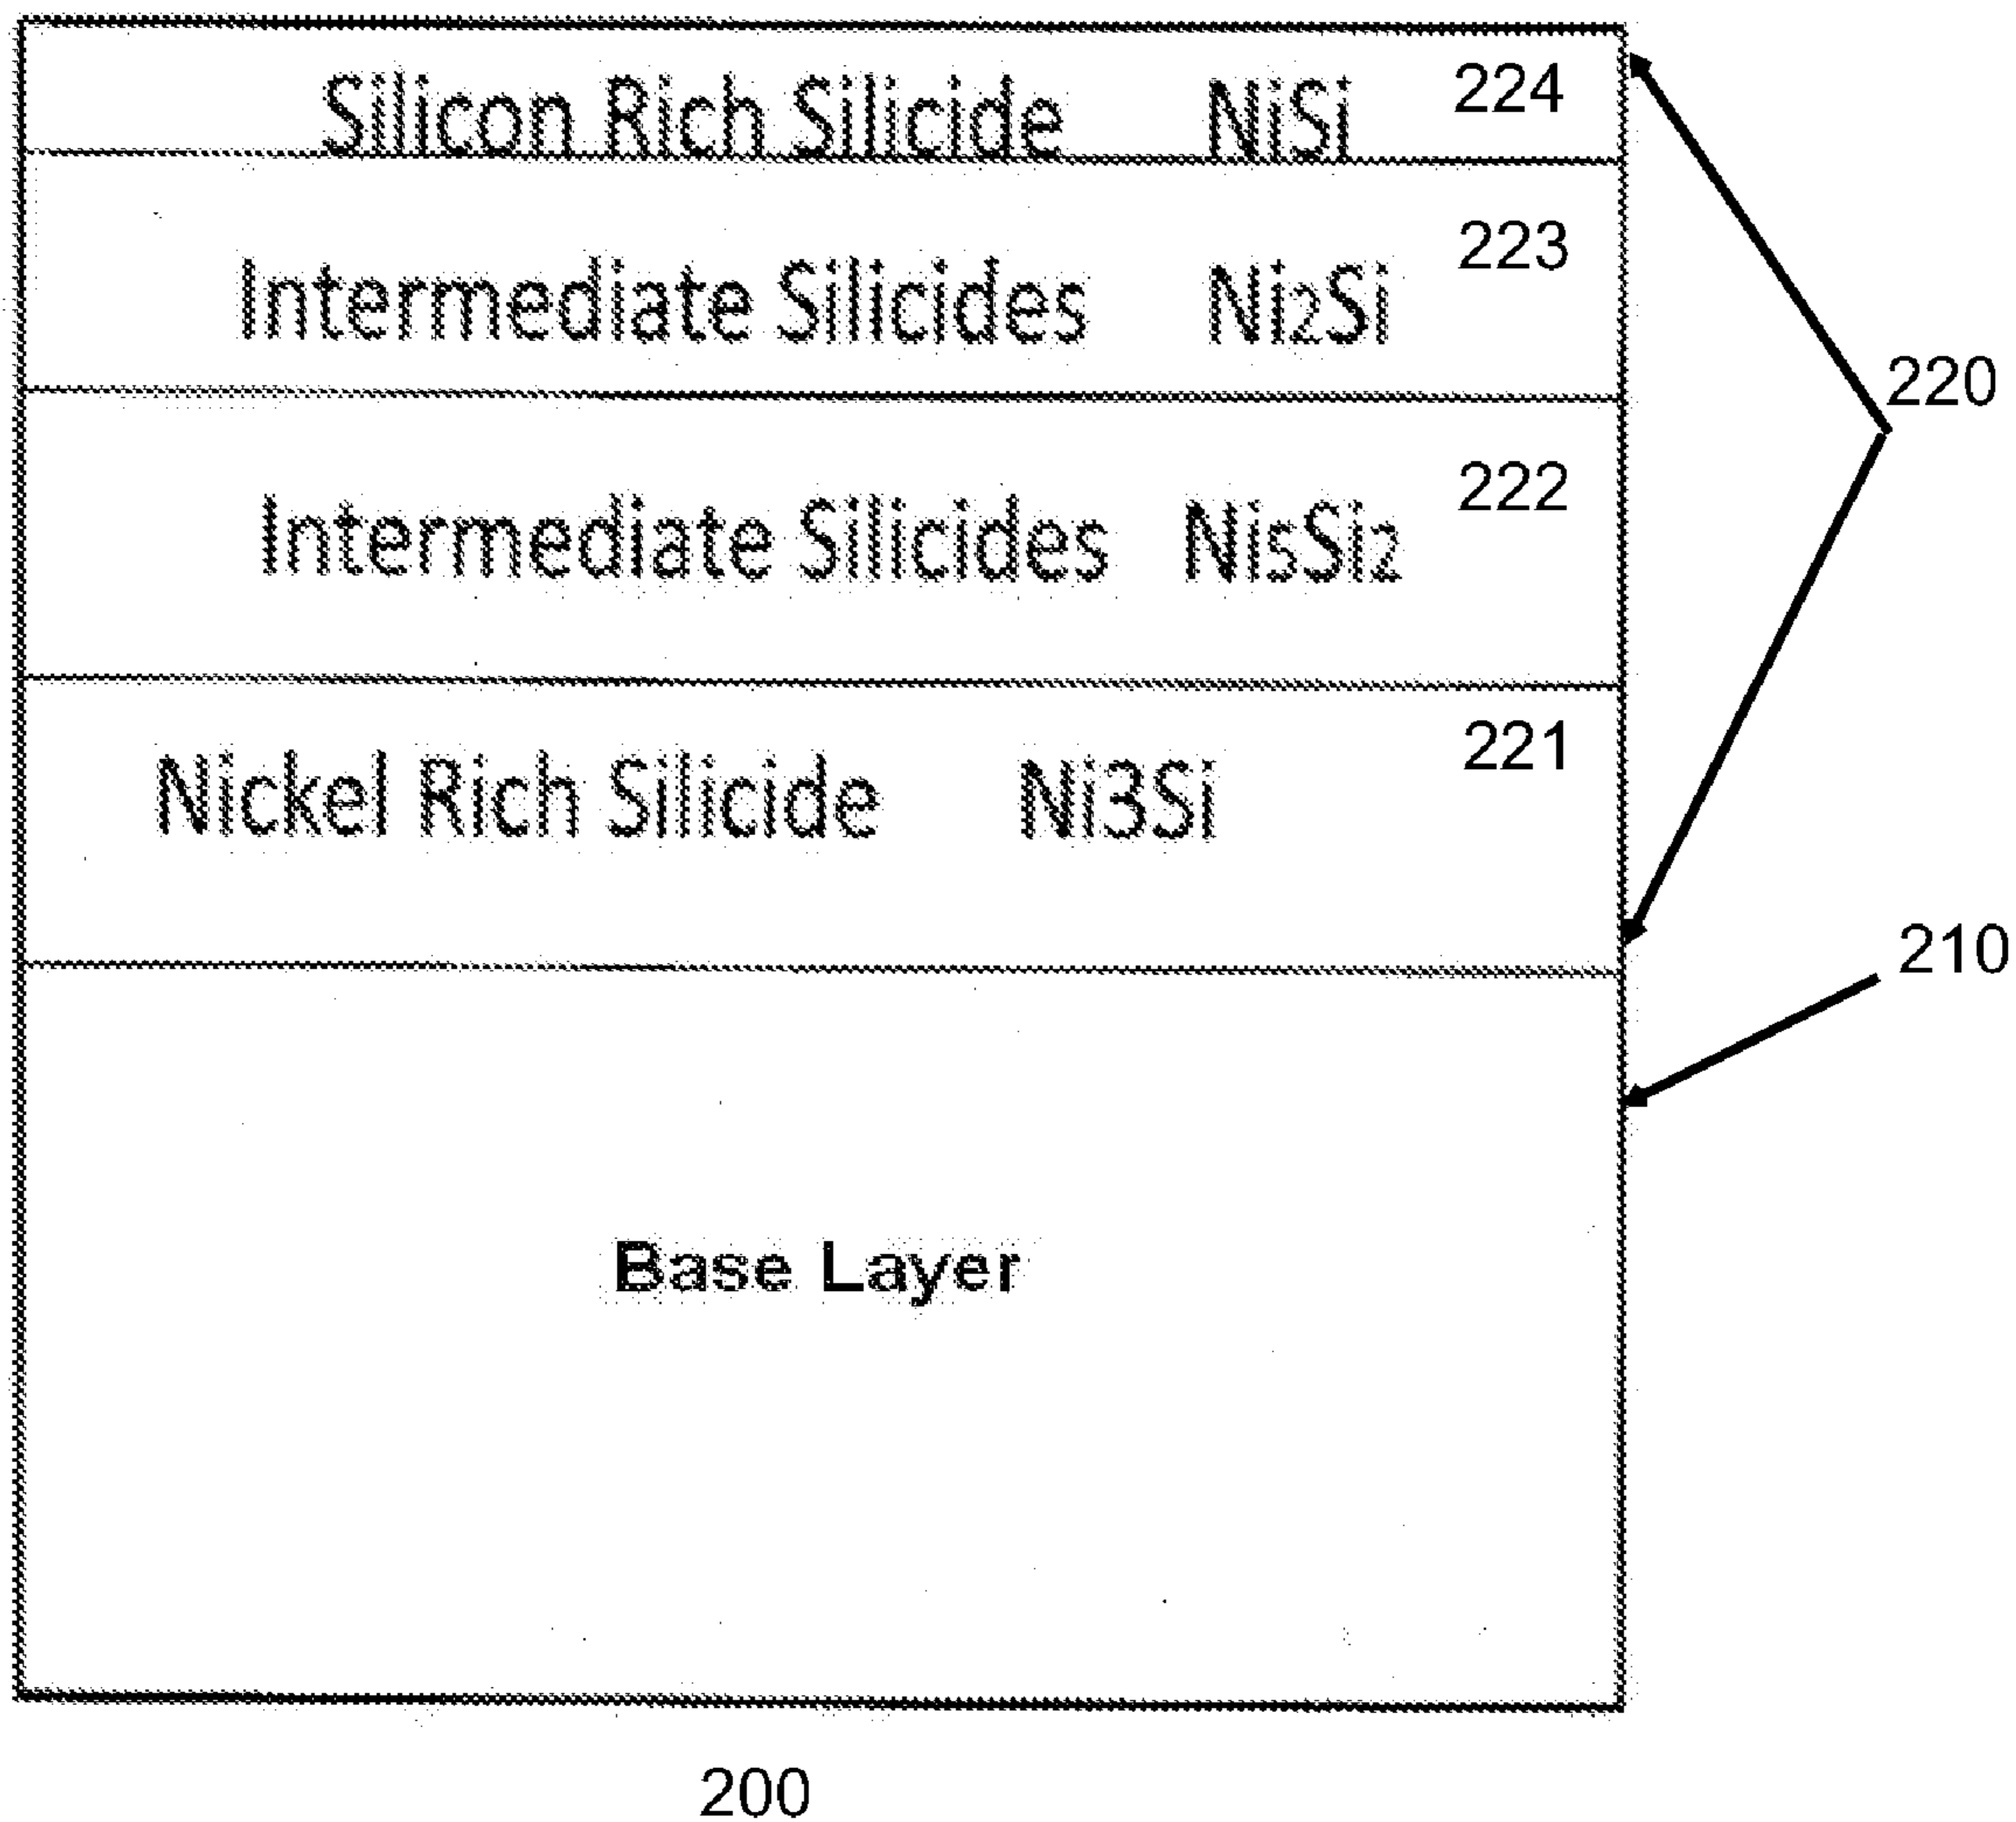 Silicon Rich Silicide NiSi 224
Intermediate Silicides Ni₂Si 223
220
Intermediate Silicides Ni₅Si₂ 222
Nickel Rich Silicide Ni3Si 221
210
Base Layer
200